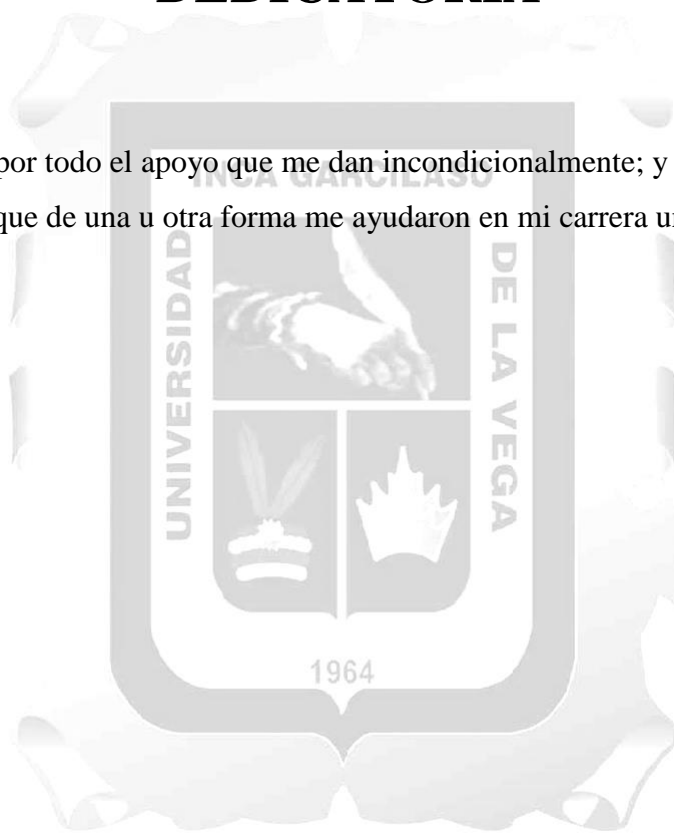 DEDICATORIA
por todo el apoyo que me dan incondicionalmente; y
que de una u otra forma me ayudaron en mi carrera
INCA GARCILASO
UNIVERSIDAD
DE LA VEGA
1964